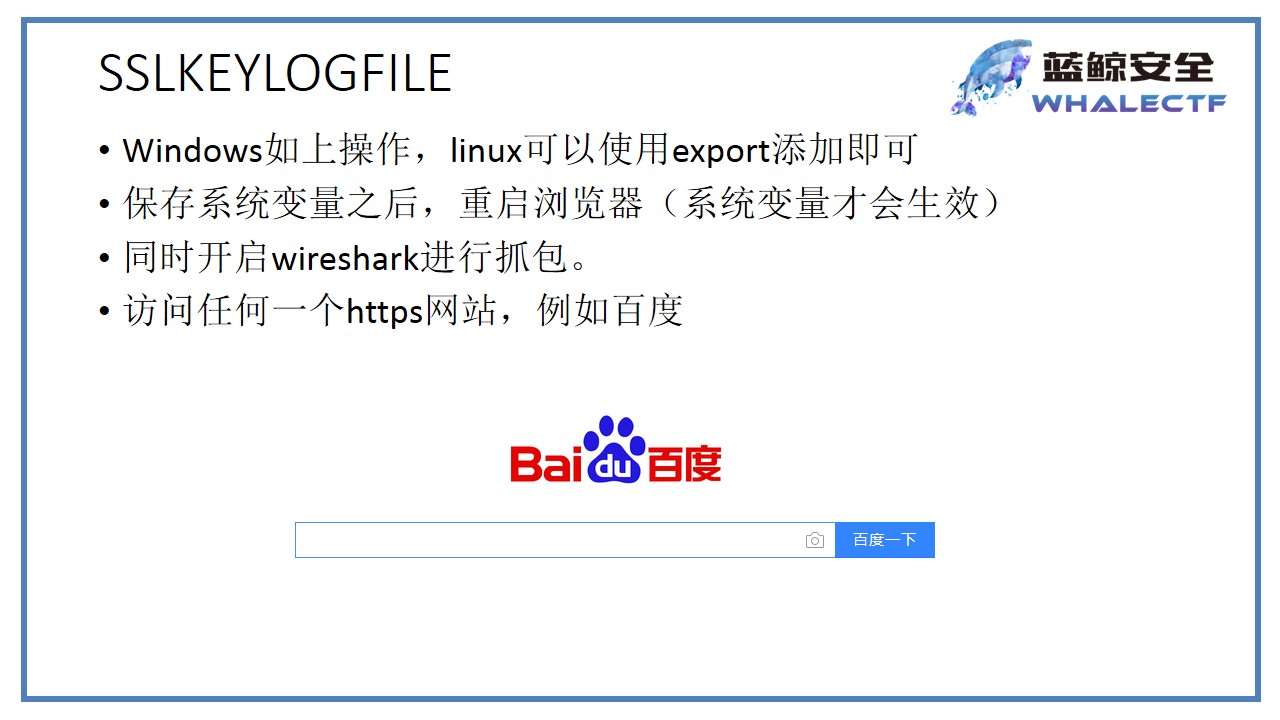 SSLKEYLOGFILE
蓝鲸安全
WHALECTF
• Windows如上操作，linux可以使用export添加即可
• 保存系统变量之后，重启浏览器（系统变量才会生效）
• 同时开启wireshark进行抓包。
• 访问任何一个https网站，例如百度
Bai du 百度
百度一下